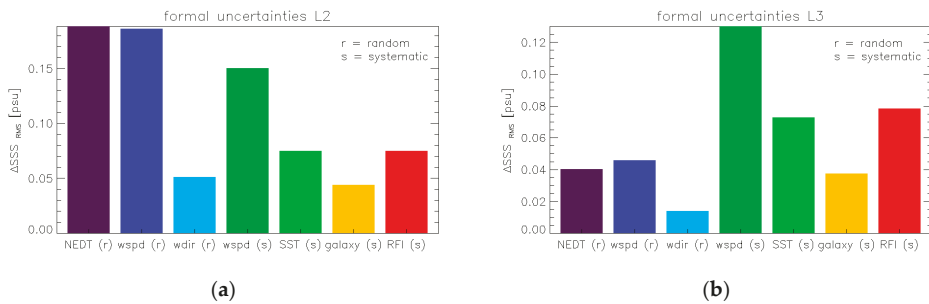 formal uncertainties L2
r = random
s = systematic
ΔSSS RMS [psu]
0.15
0.10
0.05
0.00
NEDT (r) wspd (r) wdir (r) wspd (s) SST (s) galaxy (s) RFI (s)
(a)
formal uncertainties L3
r = random
s = systematic
ΔSSS RMS [psu]
0.12
0.10
0.08
0.06
0.04
0.02
0.00
NEDT (r) wspd (r) wdir (r) wspd (s) SST (s) galaxy (s) RFI (s)
(b)